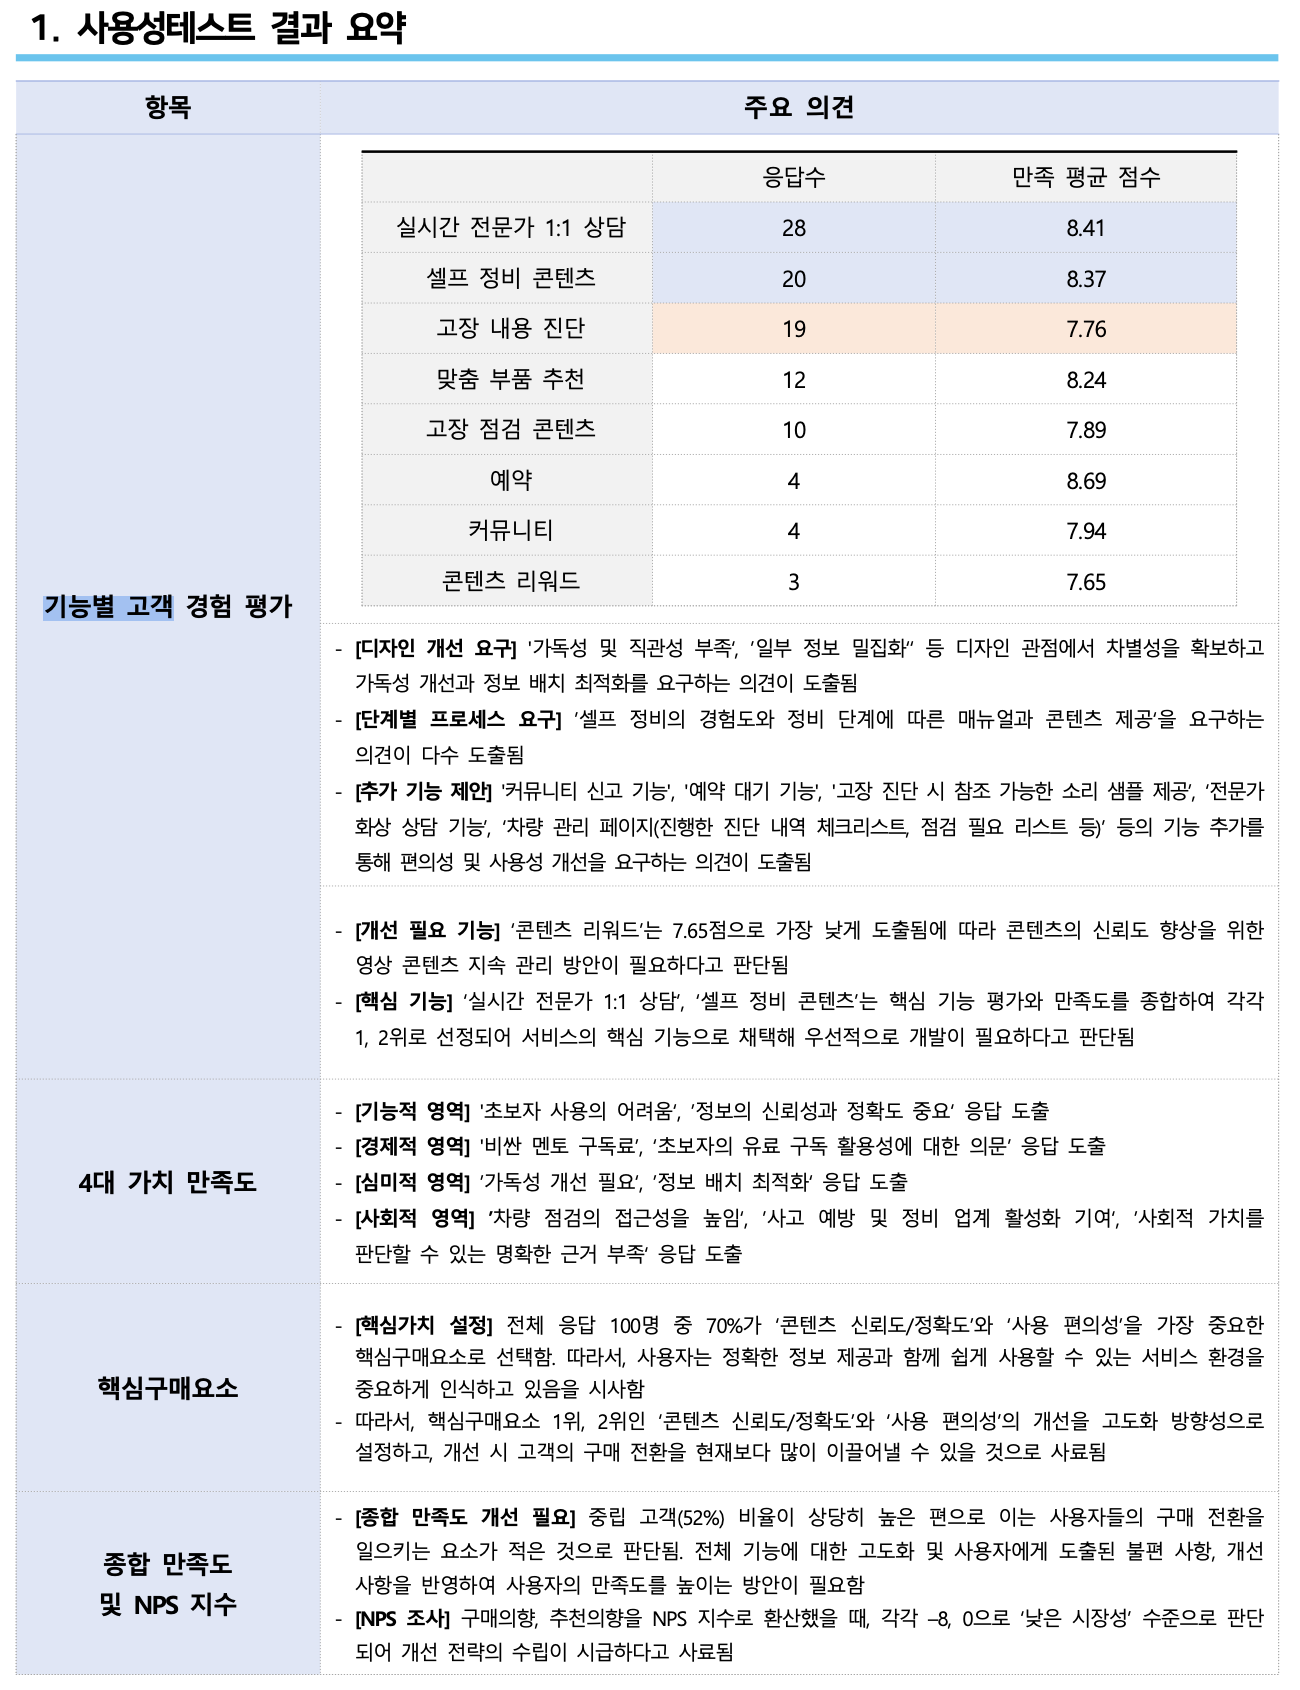 1. 사용성테스트 결과 요약
항목 주요 의견
응답수 만족 평균 점수
실시간 전문가 1:1 상담 28 8.41
셀프 정비 콘텐츠 20 8.37
고장 내용 진단 19 7.76
맞춤 부품 추천 12 8.24
고장 점검 콘텐츠 10 7.89
예약 4 8.69
커뮤니티 4 7.94
콘텐츠 리워드 3 7.65
기능별 고객 경험 평가
- [디자인 개선 요구] '가독성 및 직관성 부족', '일부 정보 밀집화'' 등 디자인 관점에서 차별성을 확보하고
가독성 개선과 정보 배치 최적화를 요구하는 의견이 도출됨
- [단계별 프로세스 요구] '셀프 정비의 경험도와 정비 단계에 따른 매뉴얼과 콘텐츠 제공'을 요구하는
의견이 다수 도출됨
- [추가 기능 제안] '커뮤니티 신고 기능', '예약 대기 기능', '고장 진단 시 참조 가능한 소리 샘플 제공', '전문가
화상 상담 기능', '차량 관리 페이지(진행한 진단 내역 체크리스트, 점검 필요 리스트 등)' 등의 기능 추가를
통해 편의성 및 사용성 개선을 요구하는 의견이 도출됨
- [개선 필요 기능] '콘텐츠 리워드'는 7.65점으로 가장 낮게 도출됨에 따라 콘텐츠의 신뢰도 향상을 위한
영상 콘텐츠 지속 관리 방안이 필요하다고 판단됨
- [핵심 기능] '실시간 전문가 1:1 상담', '셀프 정비 콘텐츠'는 핵심 기능 평가와 만족도를 종합하여 각각
1, 2위로 선정되어 서비스의 핵심 기능으로 채택해 우선적으로 개발이 필요하다고 판단됨
4대 가치 만족도
- [기능적 영역] '초보자 사용의 어려움', '정보의 신뢰성과 정확도 중요' 응답 도출
- [경제적 영역] '비싼 멘토 구독료', '초보자의 유료 구독 활용성에 대한 의문' 응답 도출
- [심미적 영역] '가독성 개선 필요', '정보 배치 최적화' 응답 도출
- [사회적 영역] '차량 점검의 접근성을 높임', '사고 예방 및 정비 업계 활성화 기여', '사회적 가치를
판단할 수 있는 명확한 근거 부족' 응답 도출
핵심구매요소
- [핵심가치 설정] 전체 응답 100명 중 70%가 '콘텐츠 신뢰도/정확도'와 '사용 편의성'을 가장 중요한
핵심구매요소로 선택함. 따라서, 사용자는 정확한 정보 제공과 함께 쉽게 사용할 수 있는 서비스 환경을
중요하게 인식하고 있음을 시사함
- 따라서, 핵심구매요소 1위, 2위인 '콘텐츠 신뢰도/정확도'와 '사용 편의성'의 개선을 고도화 방향성으로
설정하고, 개선 시 고객의 구매 전환을 현재보다 많이 이끌어낼 수 있을 것으로 사료됨
종합 만족도
및 NPS 지수
- [종합 만족도 개선 필요] 중립 고객(52%) 비율이 상당히 높은 편으로 이는 사용자들의 구매 전환을
일으키는 요소가 적은 것으로 판단됨. 전체 기능에 대한 고도화 및 사용자에게 도출된 불편 사항, 개선
사항을 반영하여 사용자의 만족도를 높이는 방안이 필요함
- [NPS 조사] 구매의향, 추천의향을 NPS 지수로 환산했을 때, 각각 –8, 0으로 '낮은 시장성' 수준으로 판단
되어 개선 전략의 수립이 시급하다고 사료됨